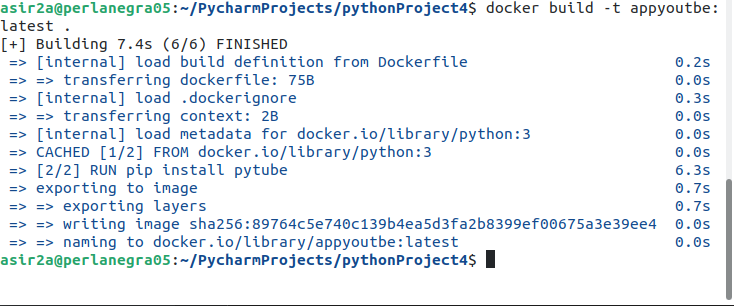 asir2a@perlanegra05:~/PycharmProjects/pythonProject4$ docker build -t appyoutbe:
latest .
[+] Building 7.4s (6/6) FINISHED
=> [internal] load build definition from Dockerfile 0.2s
=> => transferring dockerfile: 75B 0.0s
=> [internal] load .dockerignore 0.3s
=> => transferring context: 2B 0.0s
=> [internal] load metadata for docker.io/library/python:3 0.0s
=> CACHED [1/2] FROM docker.io/library/python:3 0.0s
=> [2/2] RUN pip install pytube 6.3s
=> exporting to image 0.7s
=> => exporting layers 0.7s
=> => writing image sha256:89764c5e740c139b4ea5d3fa2b8399ef00675a3e39ee4 0.0s
=> => naming to docker.io/library/appyoutbe:latest 0.0s
asir2a@perlanegra05:~/PycharmProjects/pythonProject4$